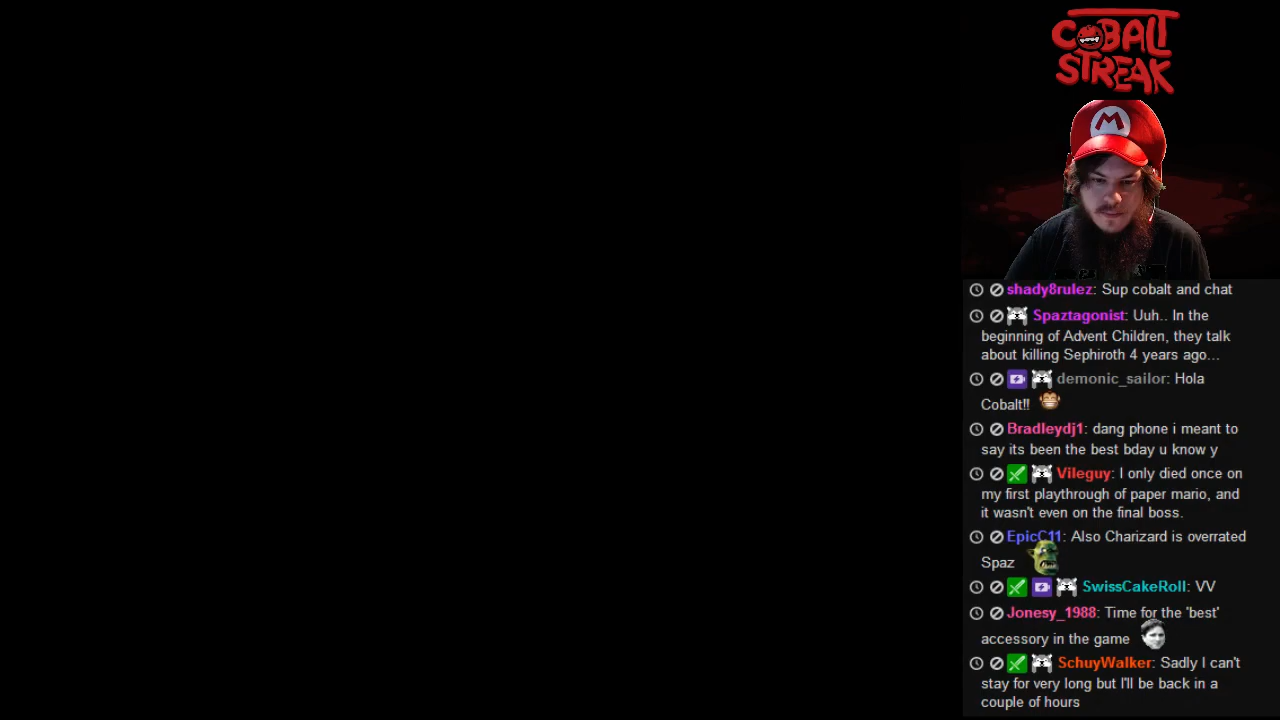 COBALT
STREAK
M
shady8rulez: Sup cobalt and chat
Spaztagonist: Uuh.. In the
beginning of Advent Children, they talk
about killing Sephiroth 4 years ago...
demonic_sailor: Hola
Cobalt!!
Bradleydj1: dang phone i meant to
say its been the best bday u know y
Vileguy: I only died once on
my first playthrough of paper mario, and
it wasn't even on the final boss.
EpicC11: Also Charizard is overrated
Spaz
SwissCakeRoll: VV
Jonesy_1988: Time for the 'best'
accessory in the game
SchuyWalker: Sadly I can't
stay for very long but I'll be back in a
couple of hours